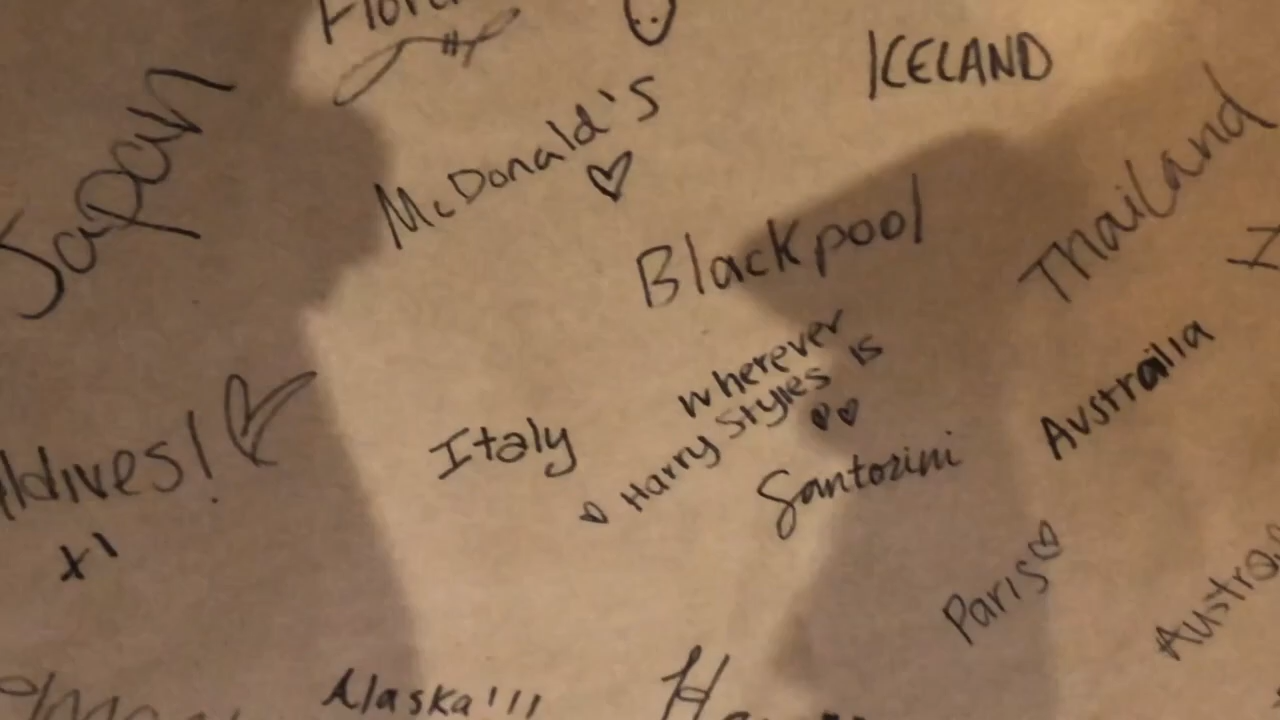 ICELAND
Japan
McDonald's
Thailand
Blackpool
wherever
Harry Styles is
Australia
Italy
Santorini
Paris
Alaska!!!